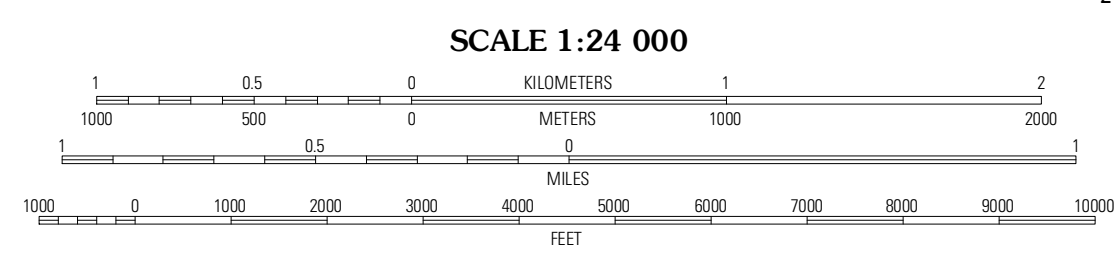 SCALE 1:24 000
1 0.5 0 KILOMETERS 1 2
1000 500 0 METERS 1000 2000
1 0.5 0 1
MILES
1000 0 1000 2000 3000 4000 5000 6000 7000 8000 9000 10000
FEET